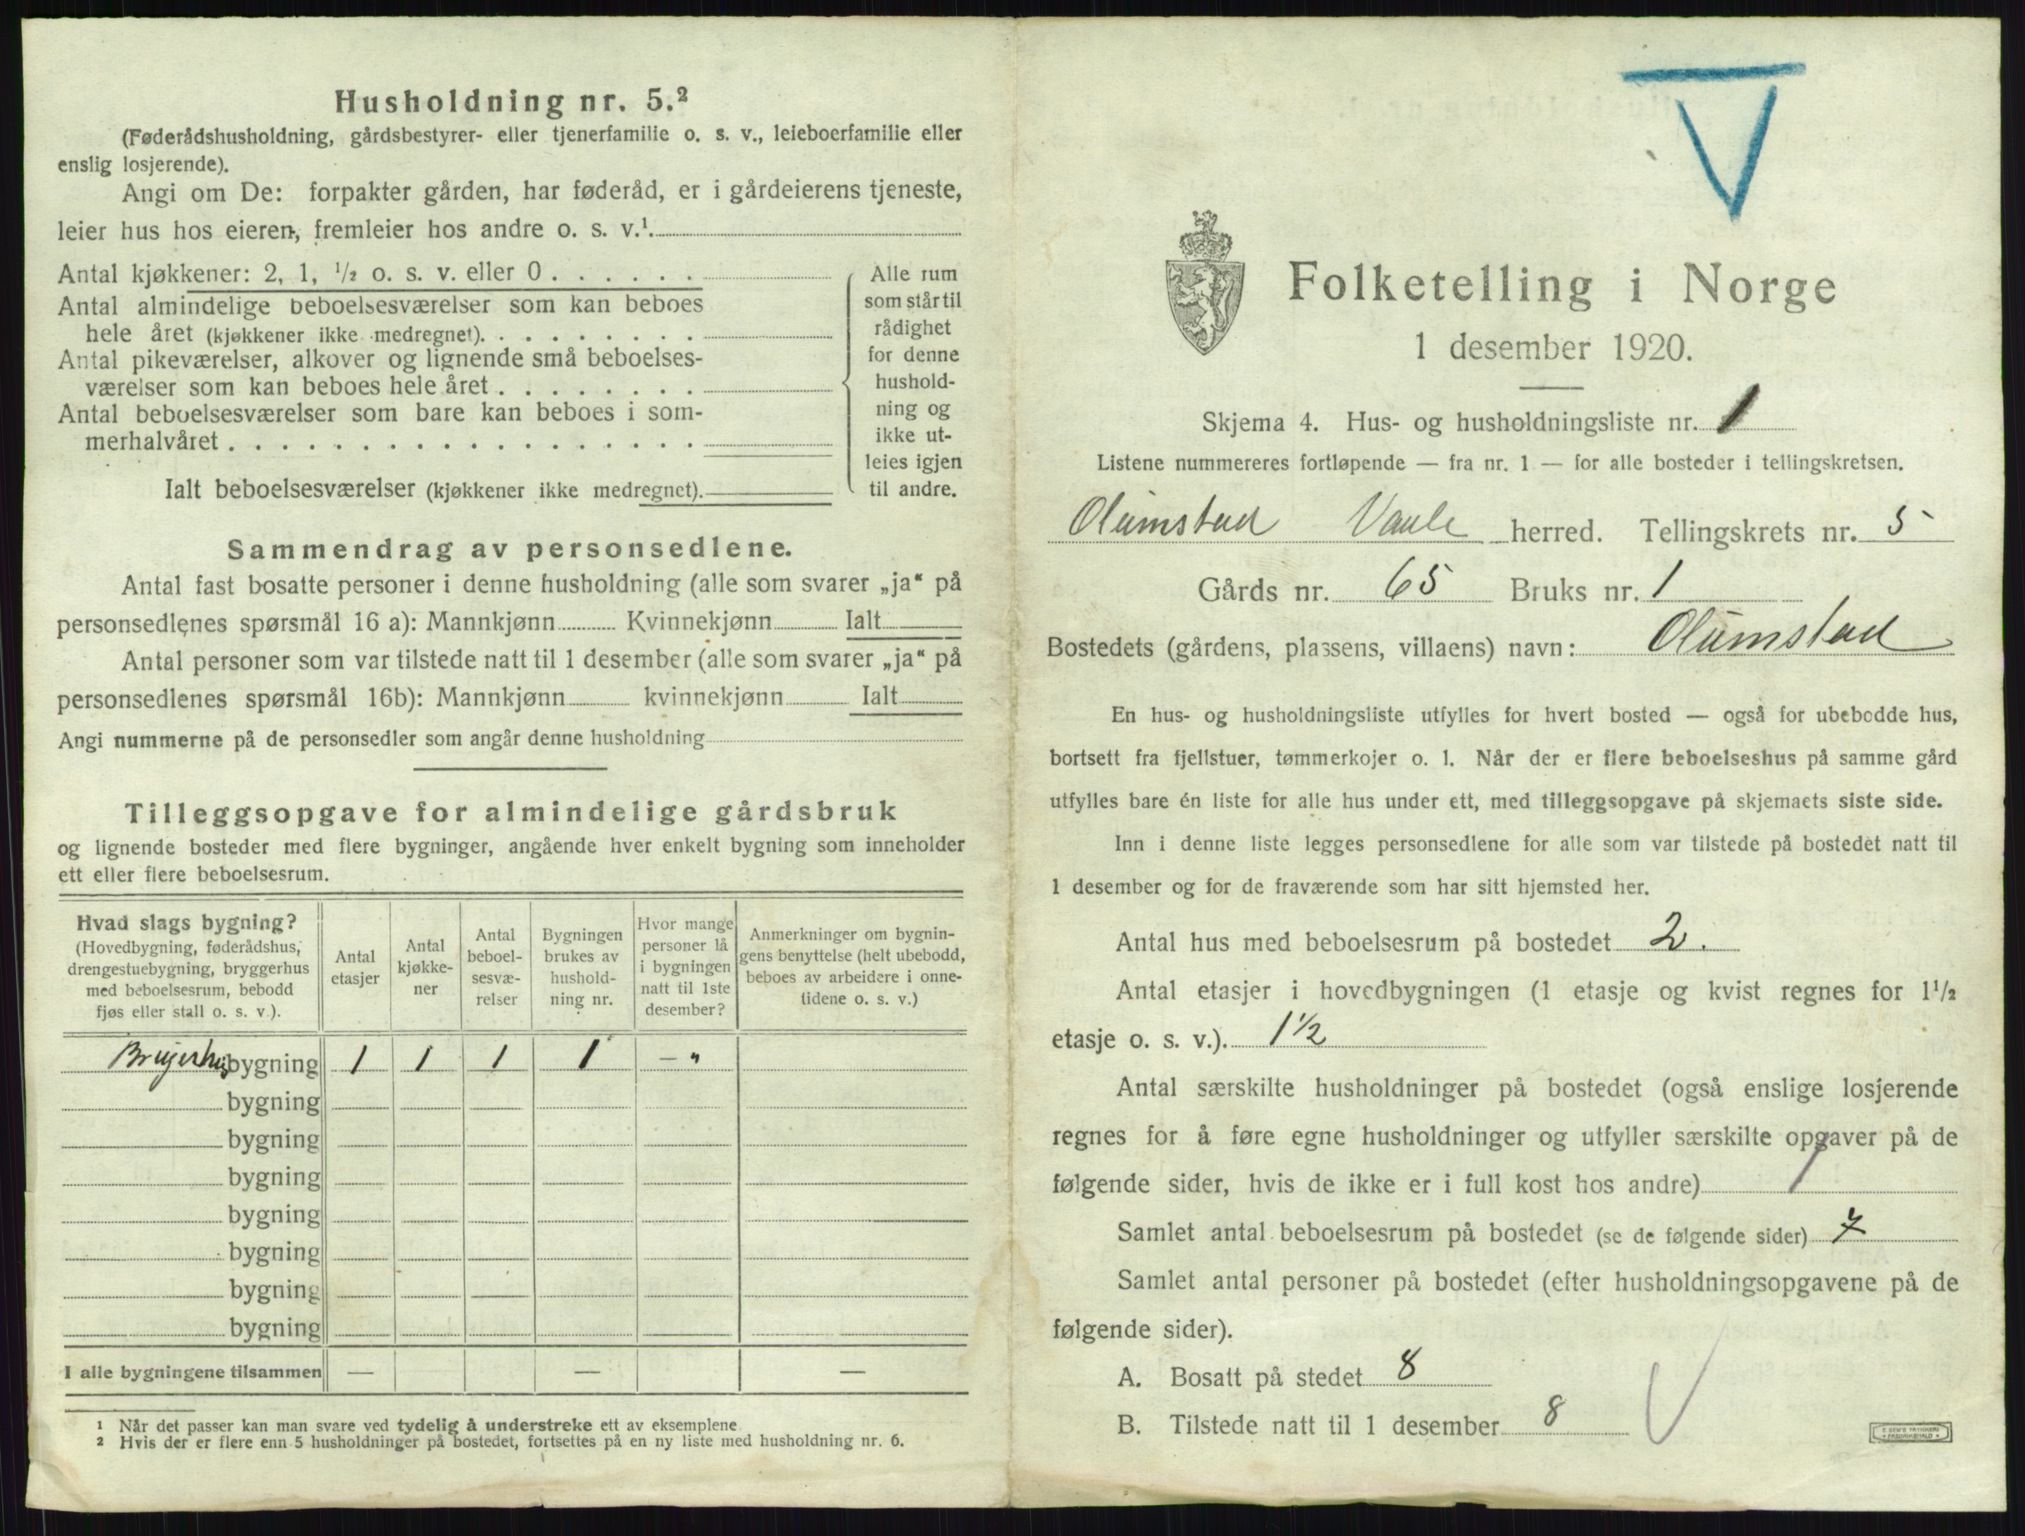 Husholdning nr. 5.²
(Føderådshusholdning, gårdsbestyrer- eller tjenerfamilie o. s. v., leieboerfamilie eller
enslig losjerende).
Angi om De: forpakter gården, har føderåd, er i gårdeierens tjeneste,
leier hus hos eieren, fremleier hos andre o. s. v.¹
Antal kjøkkener: 2, 1, ½ o. s. v. eller 0 . . . . . .
Antal almindelige beboelsesværelser som kan beboes
hele året (kjøkkener ikke medregnet). . . . . . . . .
Antal pikeværelser, alkover og lignende små beboelses-
værelser som kan beboes hele året . . . . . . . .
Antal beboelsesværelser som bare kan beboes i som-
merhalvåret . . . . . . . . . . . . . . . . . .
Ialt beboelsesværelser (kjøkkener ikke medregnet).
Alle rum
som står til
rådighet
for denne
hushold-
ning og
ikke ut-
leies igjen
til andre.
Sammendrag av personsedlene.
Antal fast bosatte personer i denne husholdning (alle som svarer „ja“ på
personsedlenes spørsmål 16 a): Mannkjønn Kvinnekjønn Ialt
Antal personer som var tilstede natt til 1 desember (alle som svarer „ja“ på
personsedlenes spørsmål 16b): Mannkjønn kvinnekjønn Ialt
Angi nummerne på de personsedler som angår denne husholdning
Tilleggsopgave for almindelige gårdsbruk
og lignende bosteder med flere bygninger, angående hver enkelt bygning som inneholder
ett eller flere beboelsesrum.
Hvad slags bygning?
(Hovedbygning, føderådshus,
drengestuebygning, bryggerhus
med beboelsesrum, bebodd
fjøs eller stall o. s. v.).
Antal
etasjer
Antal
kjøkke-
ner
Antal
beboel-
sesvæ-
relser
Bygningen
brukes av
hushold-
ning nr.
Hvor mange
personer lå
i bygningen
natt til 1ste
desember?
Anmerkninger om bygnin-
gens benyttelse (helt ubebodd,
beboes av arbeidere i onne-
tidene o. s. v.)
bygning 1 1 1 1 — "
bygning
bygning
bygning
bygning
bygning
bygning
bygning
I alle bygningene tilsammen — — —
¹ Når det passer kan man svare ved tydelig å understreke ett av eksemplene
² Hvis der er flere enn 5 husholdninger på bostedet, fortsettes på en ny liste med husholdning nr. 6.
Folketelling i Norge
1 desember 1920.
Skjema 4. Hus- og husholdningsliste nr. 1
Listene nummereres fortløpende — fra nr. 1 — for alle bosteder i tellingskretsen.
Olumstad Vaale herred. Tellingskrets nr. 5
Gårds nr. 65 Bruks nr. 1
Bostedets (gårdens, plassens, villaens) navn: Olumstad
En hus- og husholdningsliste utfylles for hvert bosted — også for ubebodde hus,
bortsett fra fjellstuer, tømmerkojer o. l. Når der er flere beboelseshus på samme gård
utfylles bare én liste for alle hus under ett, med tilleggsopgave på skjemaets siste side.
Inn i denne liste legges personsedlene for alle som var tilstede på bostedet natt til
1 desember og for de fraværende som har sitt hjemsted her.
Antal hus med beboelsesrum på bostedet 2.
Antal etasjer i hovedbygningen (1 etasje og kvist regnes for 1½
etasje o. s. v.). 1½
Antal særskilte husholdninger på bostedet (også enslige losjerende
regnes for å føre egne husholdninger og utfyller særskilte opgaver på de
følgende sider, hvis de ikke er i full kost hos andre) 1
Samlet antal beboelsesrum på bostedet (se de følgende sider) 7
Samlet antal personer på bostedet (efter husholdningsopgavene på de
følgende sider).
A. Bosatt på stedet 8
B. Tilstede natt til 1 desember 8